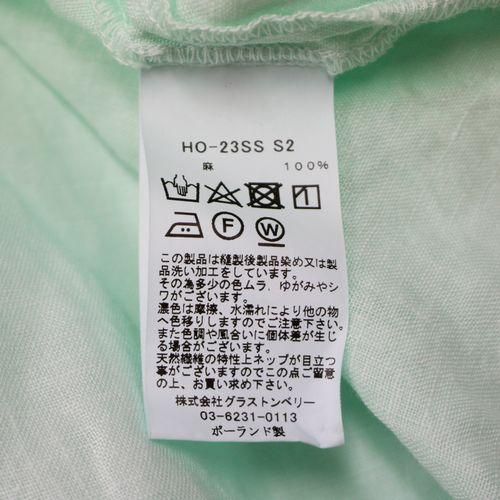 HO-23SS S2
麻 100%
F W
この製品は縫製後製品染め又は製
品洗い加工をしています。
その為多少の色ムラ、ゆがみやシ
ワがございます。
濃色は摩擦、水濡れにより他の物
へ色移りしますのでご注意下さい。
また色調や風合いに個体差が生じ
る場合がございます。
天然繊維の特性上ネップが目立つ
事がございますのでこの点ご留意
の上、お買い求め下さい。
株式会社グラストンベリー
03-6231-0113
ポーランド製